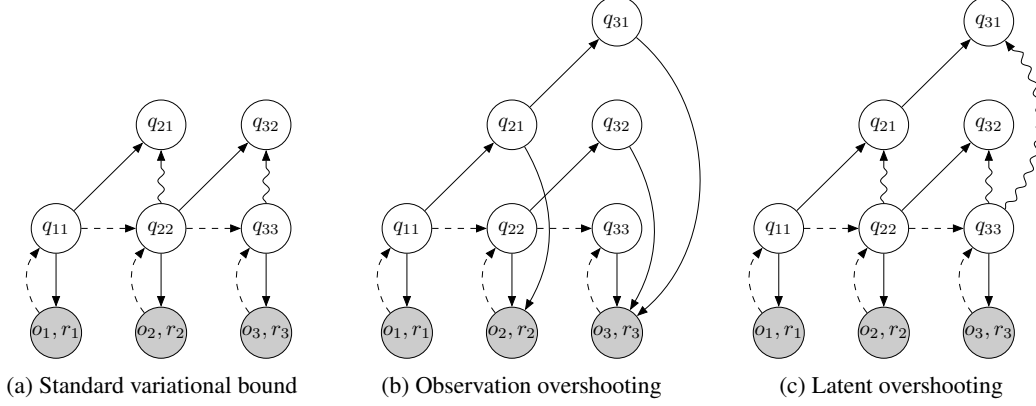 q31
q31
q21
q32
q21
q32
q21
q32
q11
q22
q33
q11
q22
q33
q11
q22
q33
o1, r1
o2, r2
o3, r3
o1, r1
o2, r2
o3, r3
o1, r1
o2, r2
o3, r3
(a) Standard variational bound
(b) Observation overshooting
(c) Latent overshooting